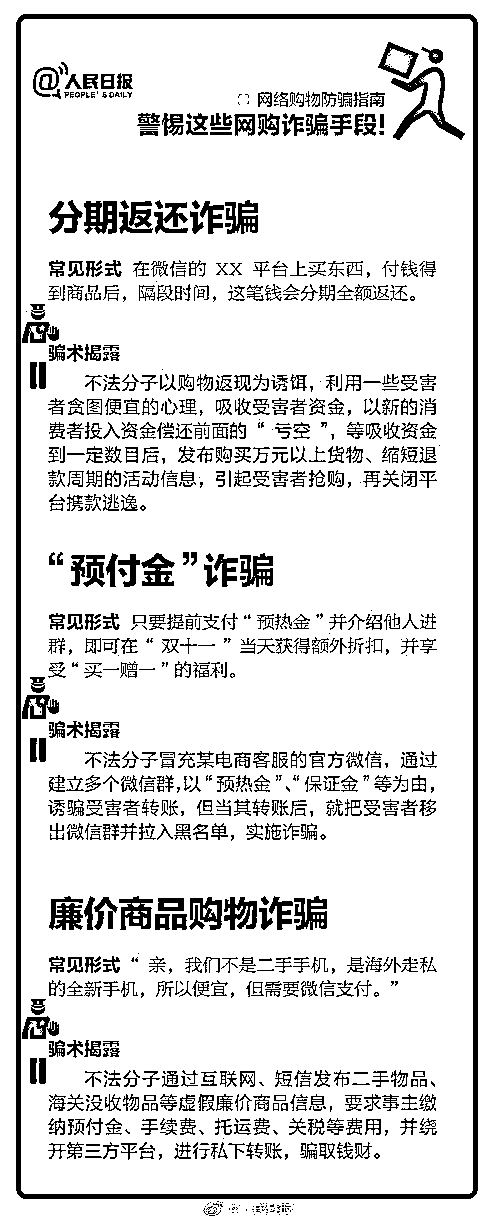 @人民日报
PEOPLE'S DAILY
网络购物防骗指南
警惕这些网购诈骗手段!
分期返还诈骗
常见形式 在微信的 XX 平台上买东西，付钱得
到商品后，隔段时间，这笔钱会分期全额返还。
骗术揭露
不法分子以购物返现为诱饵，利用一些受害
者贪图便宜的心理，吸收受害者资金，以新的消
费者投入资金偿还前面的“亏空”，等吸收资金
到一定数目后，发布购买万元以上货物、缩短退
款周期的活动信息，引起受害者抢购，再关闭平
台携款逃逸。
“预付金”诈骗
常见形式 只要提前支付“预热金”并介绍他人进
群，即可在“双十一”当天获得额外折扣，并享
受“买一赠一”的福利。
骗术揭露
不法分子冒充某电商客服的官方微信，通过
建立多个微信群，以“预热金”、“保证金”等为由，
诱骗受害者转账，但当其转账后，就把受害者移
出微信群并拉入黑名单，实施诈骗。
廉价商品购物诈骗
常见形式 “亲，我们不是二手手机，是海外走私
的全新手机，所以便宜，但需要微信支付。”
骗术揭露
不法分子通过互联网、短信发布二手物品、
海关没收物品等虚假廉价商品信息，要求事主缴
纳预付金、手续费、托运费、关税等费用，并绕
开第三方平台，进行私下转账，骗取钱财。